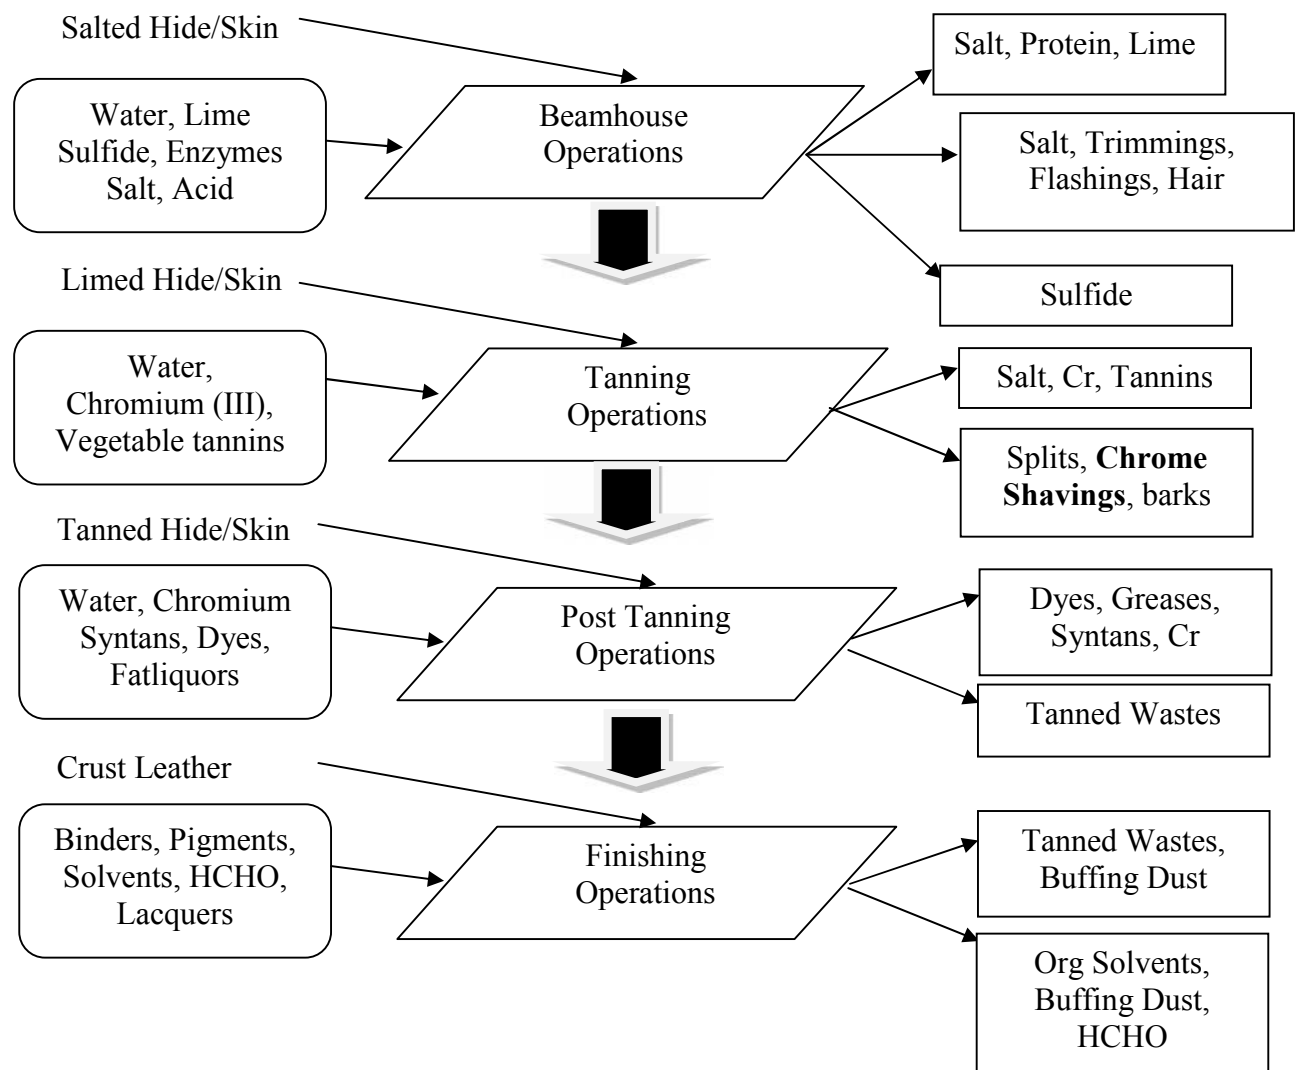 Salted Hide/Skin
Water, Lime
Sulfide, Enzymes
Salt, Acid
Beamhouse
Operations
Salt, Protein, Lime
Salt, Trimmings,
Flashings, Hair
Sulfide
Limed Hide/Skin
Water,
Chromium (III),
Vegetable tannins
Tanning
Operations
Salt, Cr, Tannins
Splits, Chrome
Shavings, barks
Tanned Hide/Skin
Water, Chromium
Syntans, Dyes,
Fatliquors
Post Tanning
Operations
Dyes, Greases,
Syntans, Cr
Tanned Wastes
Crust Leather
Binders, Pigments,
Solvents, HCHO,
Lacquers
Finishing
Operations
Tanned Wastes,
Buffing Dust
Org Solvents,
Buffing Dust,
HCHO